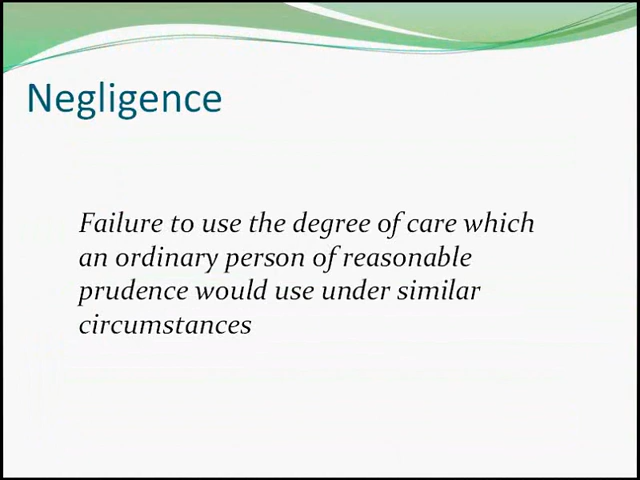 Negligence
Failure to use the degree of care which
an ordinary person of reasonable
prudence would use under similar
circumstances